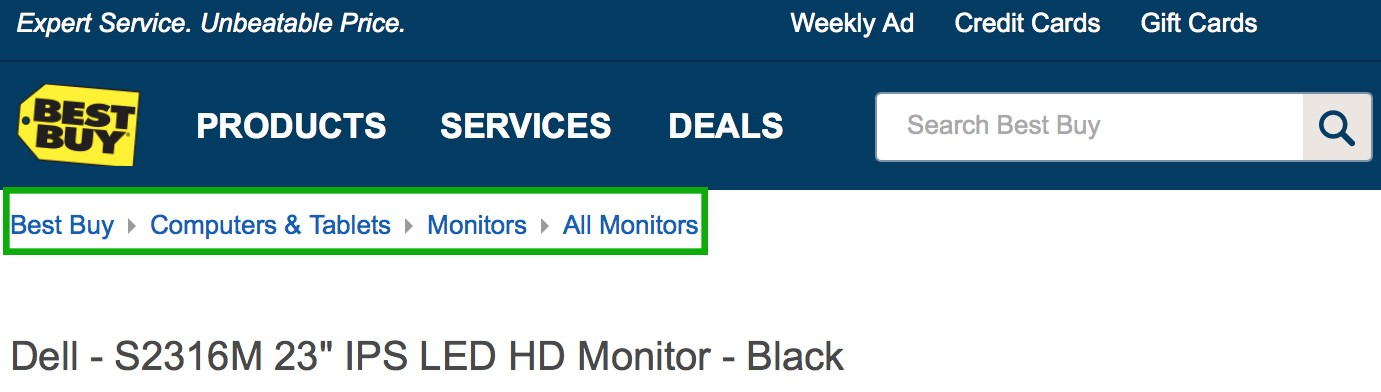 Expert Service. Unbeatable Price.
Weekly Ad Credit Cards Gift Cards
BEST
BUY
PRODUCTS SERVICES DEALS
Search Best Buy
Best Buy Computers & Tablets Monitors All Monitors
Dell - S2316M 23" IPS LED HD Monitor - Black